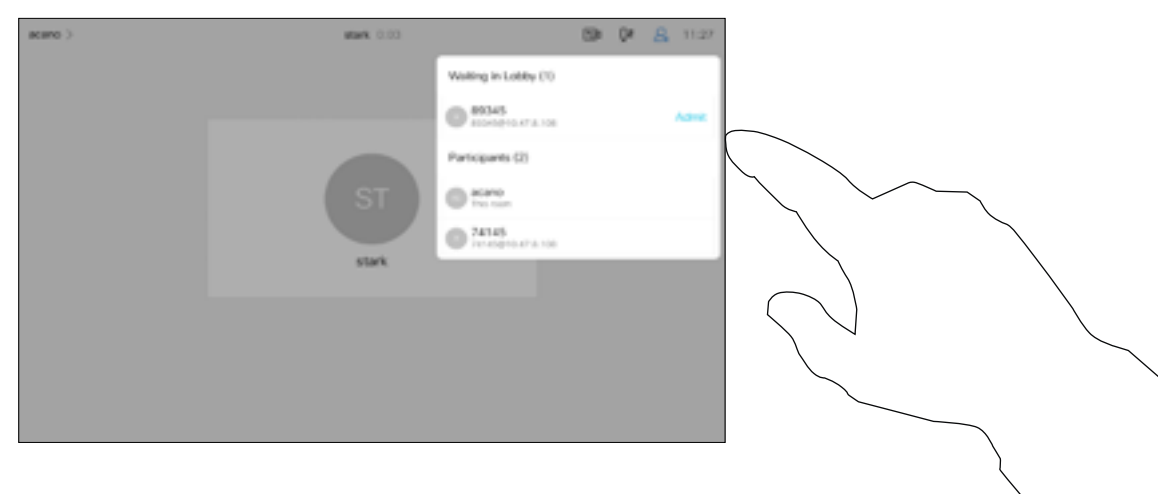 acano >
stark 0:03
11:27
Waiting in Lobby (1)
89345
Admit
Participants (2)
acano
This room
74145
ST
stark